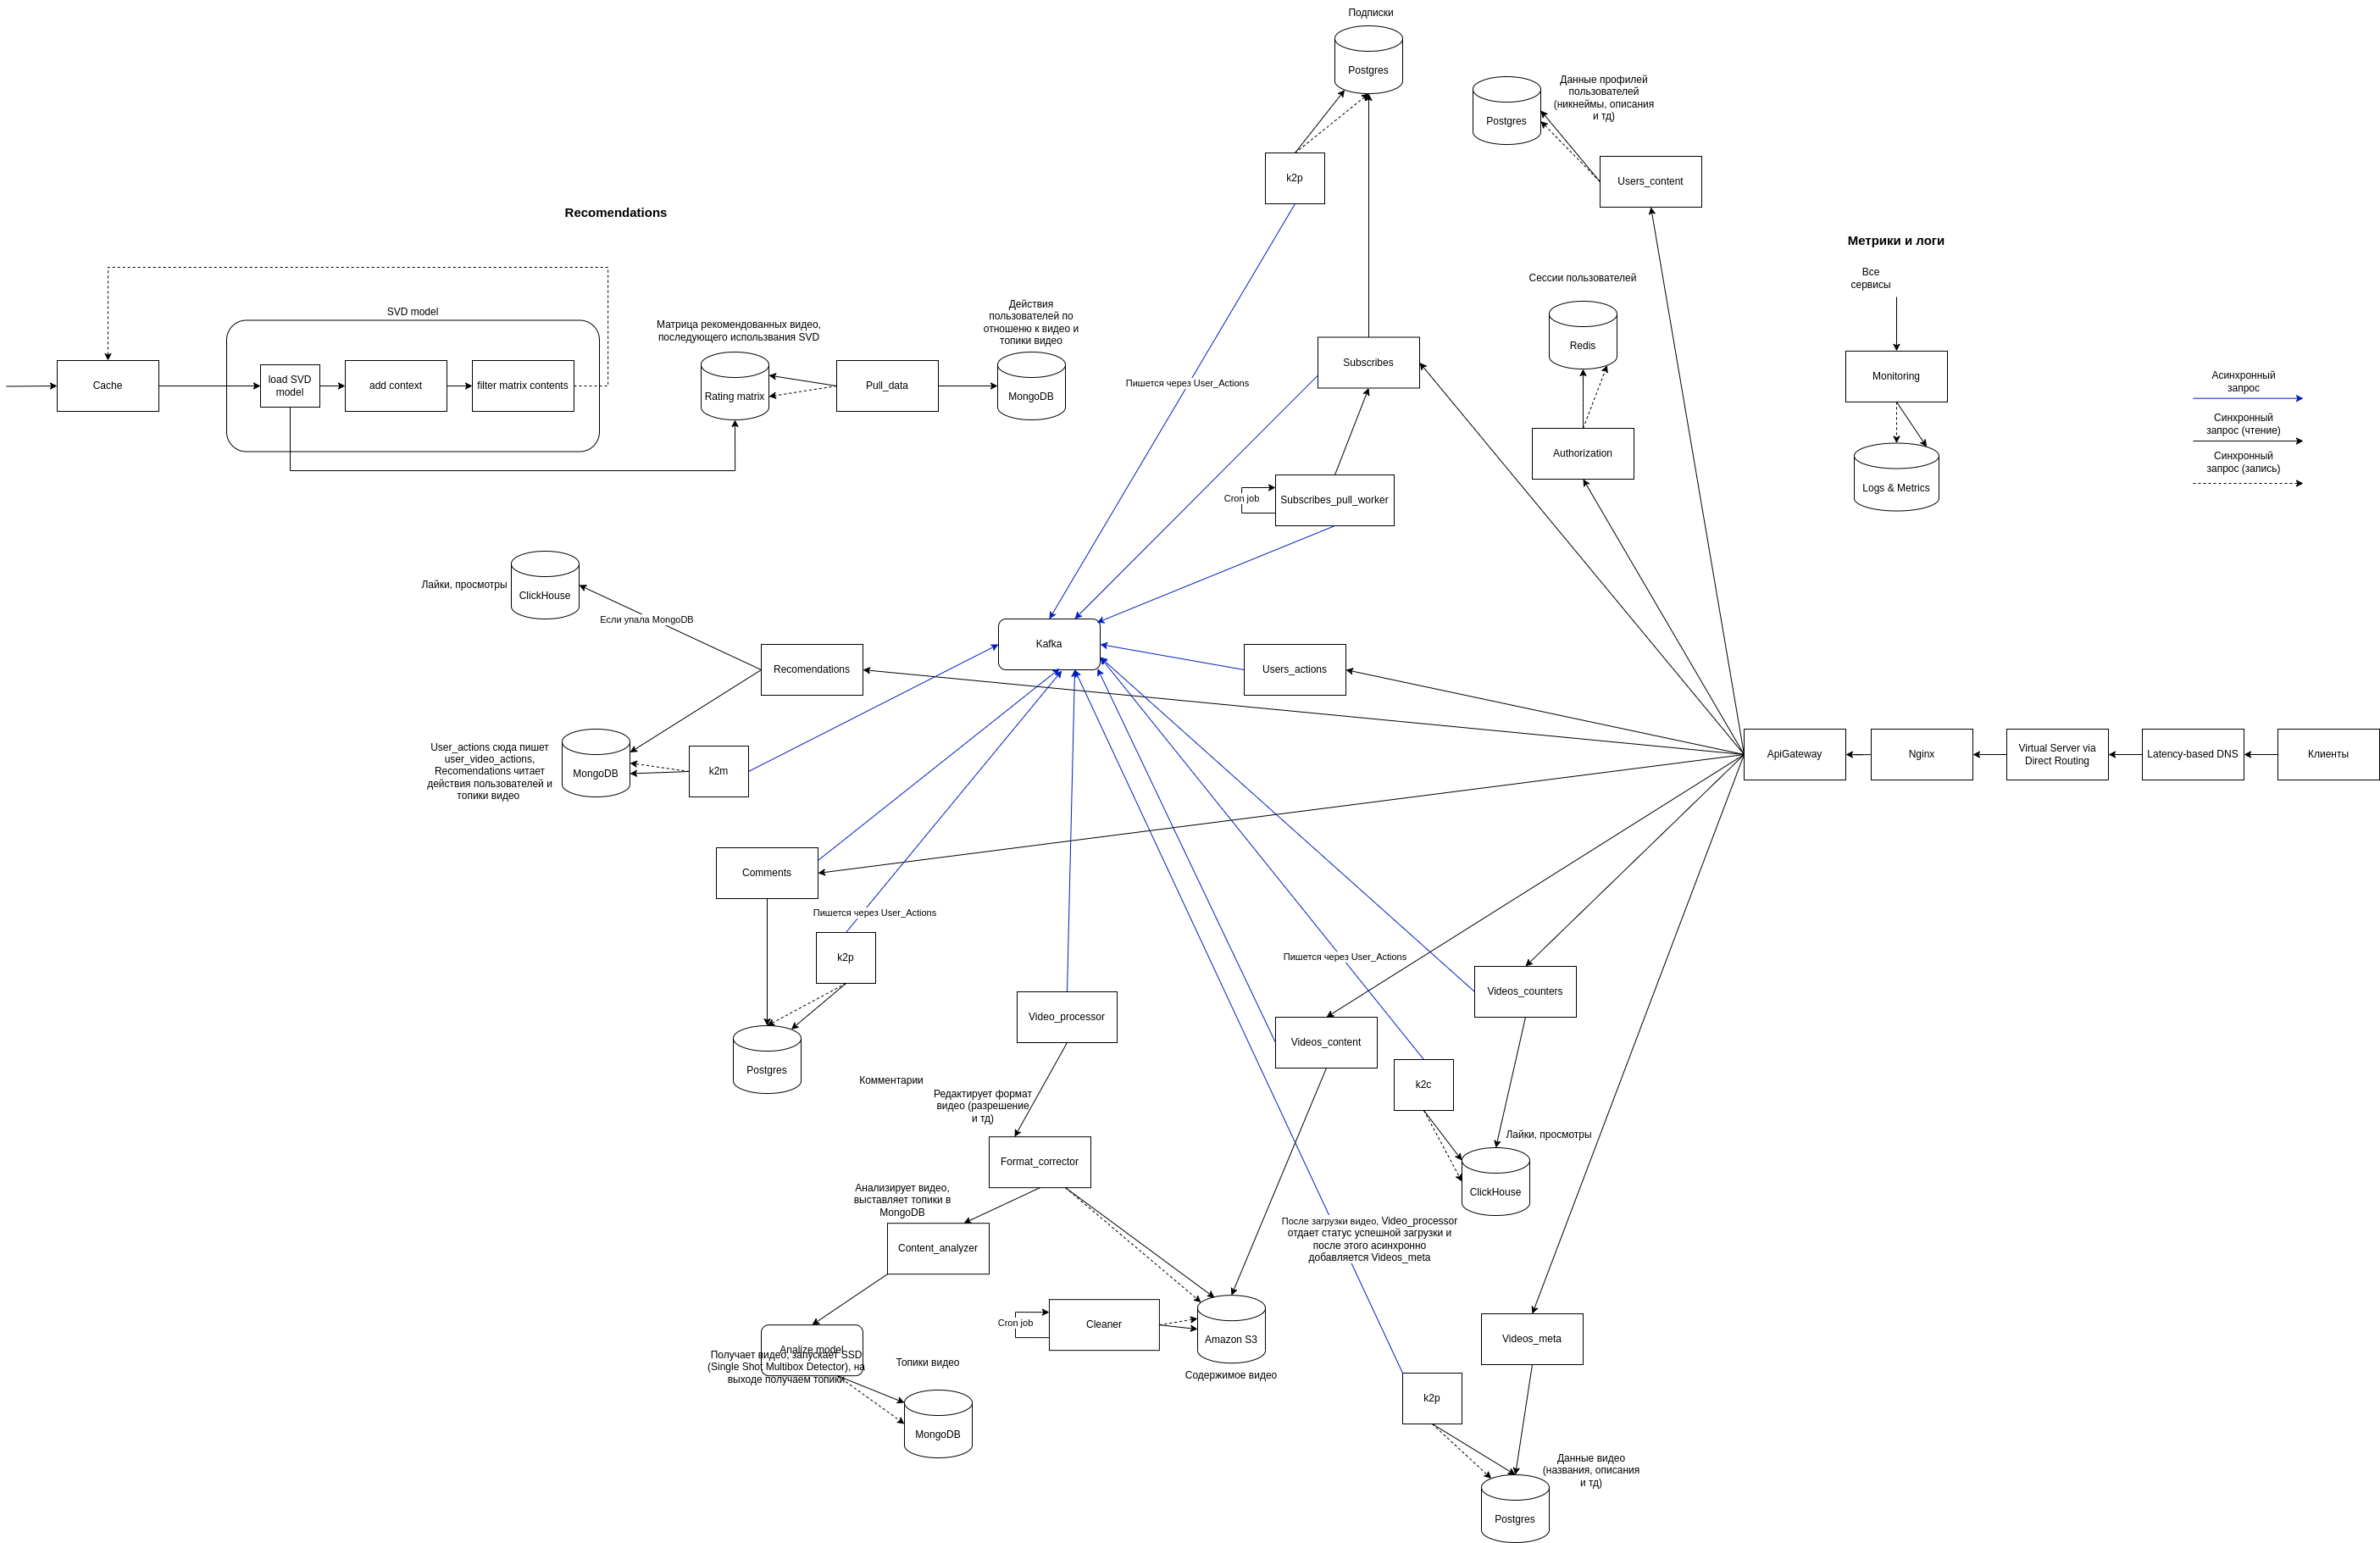 Подписки
Postgres
Данные профилей
пользователей
(никнеймы, описания
и тд)
Postgres
k2p
Users_content
Recomendations
Метрики и логи
Все
сервисы
Сессии пользователей
SVD model
Матрица рекомендованных видео,
последующего использвания SVD
Действия
пользователей по
отношеню к видео и
топики видео
Redis
Cache
load SVD
model
add context
filter matrix contents
Rating matrix
Pull_data
MongoDB
Пишется через User_Actions
Subscribes
Monitoring
Асинхронный
запрос
Синхронный
запрос (чтение)
Синхронный
запрос (запись)
Authorization
Logs & Metrics
Cron job
Subscribes_pull_worker
Лайки, просмотры
ClickHouse
Если упала MongoDB
Recomendations
Kafka
Users_actions
User_actions сюда пишет
user_video_actions,
Recomendations читает
действия пользователей и
топики видео
MongoDB
k2m
ApiGateway
Nginx
Virtual Server via
Direct Routing
Latency-based DNS
Клиенты
Comments
Пишется через User_Actions
k2p
Postgres
Комментарии
Video_processor
Редактирует формат
видео (разрешение
и тд)
Format_corrector
Пишется через User_Actions
Videos_counters
Videos_content
k2c
Лайки, просмотры
ClickHouse
Анализирует видео,
выставляет топики в
MongoDB
Content_analyzer
После загрузки видео, Video_processor
отдает статус успешной загрузки и
после этого асинхронно
добавляется Videos_meta
Cron job
Cleaner
Amazon S3
Содержимое видео
Videos_meta
Analize model
Получает видео, запускает SSD
(Single Shot Multibox Detector), на
выходе получаем топики
Топики видео
MongoDB
k2p
Данные видео
(названия, описания
и тд)
Postgres